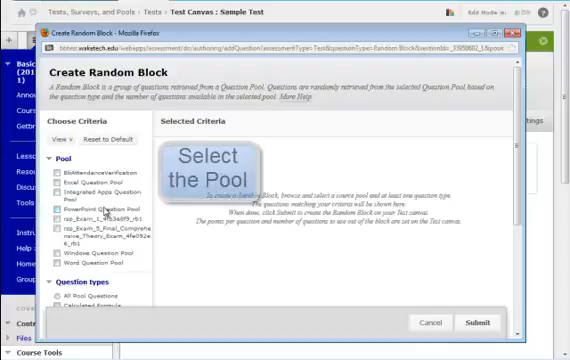 Tests, Surveys, and Pools > Tests > Test Canvas : Sample Test
Edit Mode is:
Create Random Block - Mozilla Firefox
Create Random Block
A Random Block is a group of questions retrieved from a Question Pool. Questions are randomly retrieved from the selected Question Pool based on
the question type and the number of questions available in the selected pool. More Help
Choose Criteria
Selected Criteria
View
Reset to Default
Pool
BbAttendanceVerification
Excel Question Pool
Integrated Apps Question
Pool
PowerPoint Question Pool
Windows Question Pool
Word Question Pool
Question types
All Pool Questions
Calculated Formula
Select
the Pool
To create a Random Block, browse and select a source pool and at least one question type.
The questions matching your criteria will be shown here.
When done, click Submit to create the Random Block on your Test canvas.
The points per question and number of questions to use out of the block are set on the Test canvas.
Cancel
Submit
Basic
Files
Course Tools